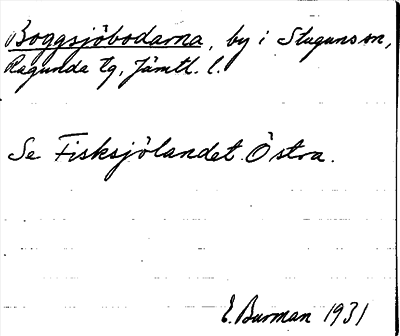 Boggsjöbodarna, by i Stuguns sn,
Ragunda tg, Jämtl. l.
Se Fisksjölandet Östra.
E. Burman 1931